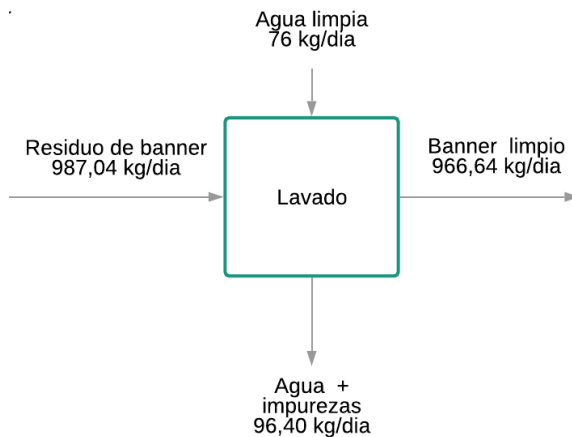 Agua limpia
76 kg/dia
Residuo de banner
987,04 kg/dia
Lavado
Banner limpio
966,64 kg/dia
Agua +
impurezas
96,40 kg/dia